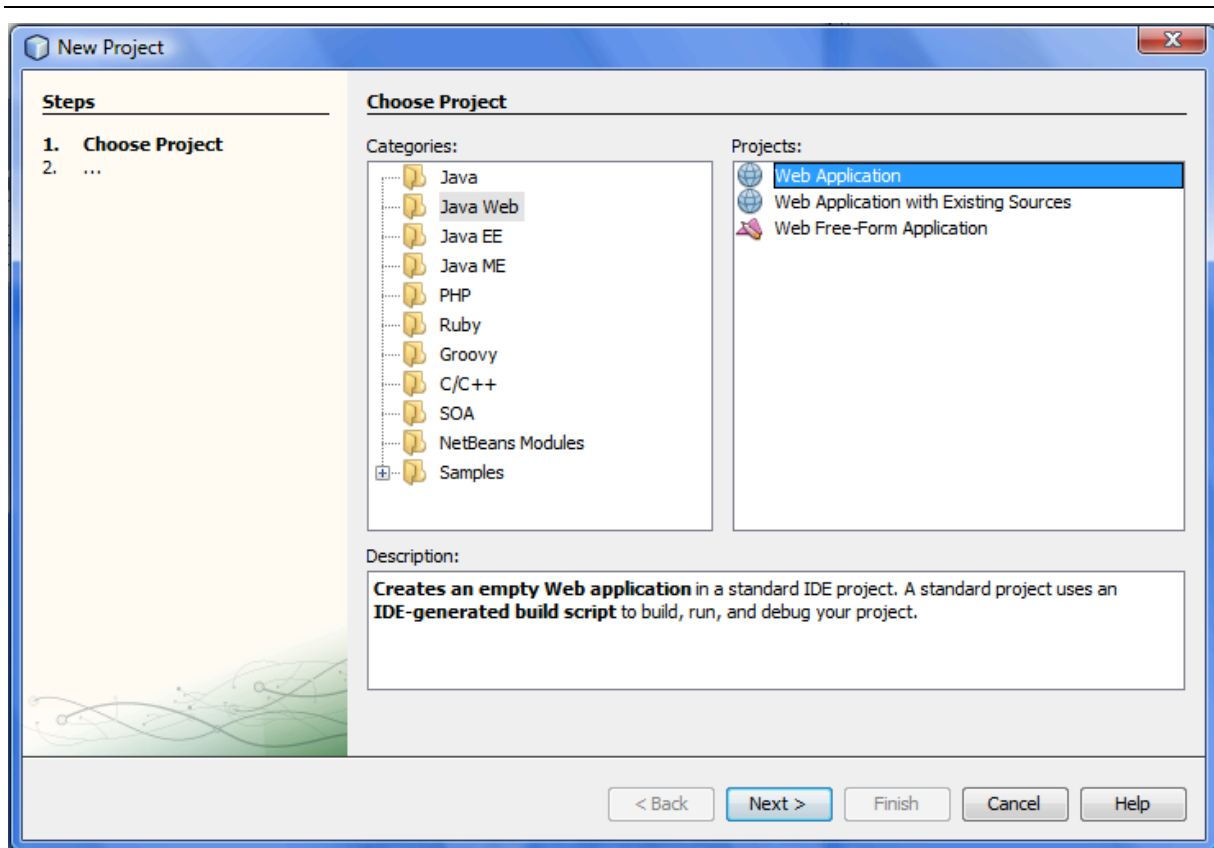 New Project
Steps
1. Choose Project
2. ...
Choose Project
Categories:
Java
Java Web
Java EE
Java ME
PHP
Ruby
Groovy
C/C++
SOA
NetBeans Modules
Samples
Projects:
Web Application
Web Application with Existing Sources
Web Free-Form Application
Description:
Creates an empty Web application in a standard IDE project. A standard project uses an
IDE-generated build script to build, run, and debug your project.
< Back Next > Finish Cancel Help